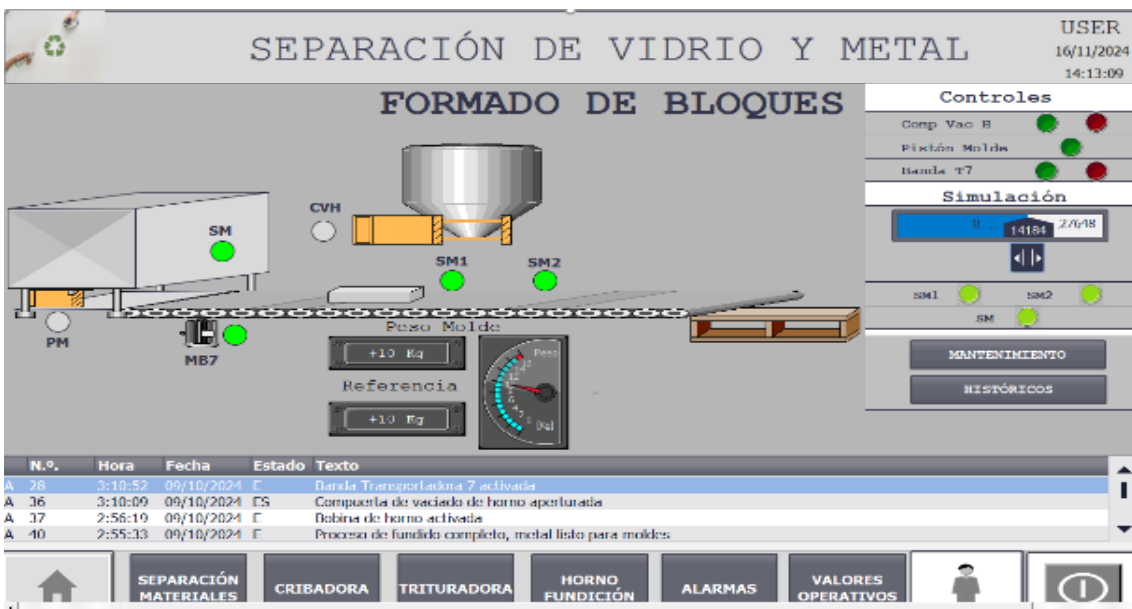 SEPARACIÓN DE VIDRIO Y METAL
USER
16/11/2024
14:13:09
FORMADO DE BLOQUES
Controles
Comp Vac H
Pistón Molde
Banda T7
Simulación
0
14184
27648
CVH
SM
SM1
SM2
SM1
SM2
SM
PM
MB7
Peso Molde
+10 Kg
Referencia
+10 Kg
Peso
MANTENIMIENTO
HISTÓRICOS
N.º. Hora Fecha Estado Texto
A 28 3:10:52 09/10/2024 E Banda Transportadora 7 activada
A 36 3:10:09 09/10/2024 ES Compuerta de vaciado de horno aperturada
A 37 2:56:19 09/10/2024 E Bobina de horno activada
A 40 2:55:33 09/10/2024 E Proceso de fundido completo, metal listo para moldes
SEPARACIÓN
MATERIALES
CRIBADORA
TRITURADORA
HORNO
FUNDICIÓN
ALARMAS
VALORES
OPERATIVOS